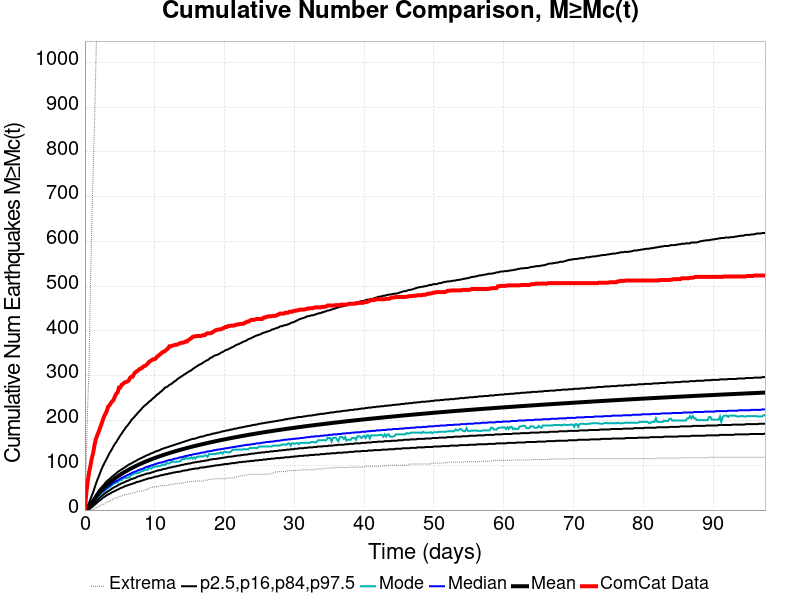 Cumulative Number Comparison, M≥Mc(t)
Cumulative Num Earthquakes M≥Mc(t)
1000
900
800
700
600
500
400
300
200
100
0
0 10 20 30 40 50 60 70 80 90
Time (days)
Extrema p2.5,p16,p84,p97.5 Mode Median Mean ComCat Data